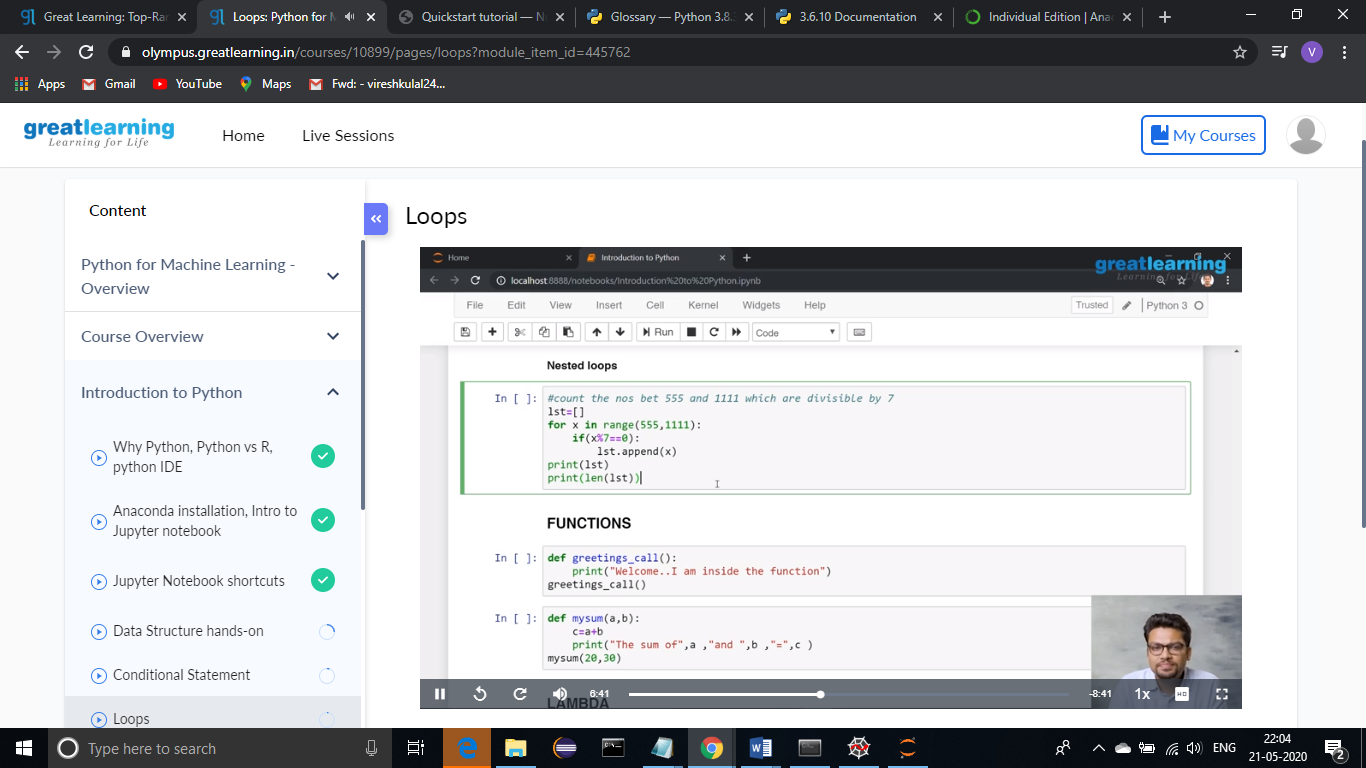 Great Learning: Top-Ra
Loops: Python for M
Quickstart tutorial — N
Glossary — Python 3.8.
3.6.10 Documentation
Individual Edition | Ana
olympus.greatlearning.in/courses/10899/pages/loops?module_item_id=445762
V
Apps
Gmail
YouTube
Maps
Fwd: - vireshkulal24...
greatlearning
Learning for Life
Home
Live Sessions
My Courses
Content
Python for Machine Learning -
Overview
Course Overview
Introduction to Python
Why Python, Python vs R,
python IDE
Anaconda installation, Intro to
Jupyter notebook
Jupyter Notebook shortcuts
Data Structure hands-on
Conditional Statement
Loops
Loops
Home
Introduction to Python
greatlearning
Learning for Life
localhost:8888/notebooks/Introduction%20to%20Python.ipynb
File Edit View Insert Cell Kernel Widgets Help
Trusted
Python 3
Run
Code
Nested loops
In [ ]: #count the nos bet 555 and 1111 which are divisible by 7
lst=[]
for x in range(555,1111):
if(x%7==0):
lst.append(x)
print(lst)
print(len(lst))
FUNCTIONS
In [ ]: def greetings_call():
print("Welcome..I am inside the function")
greetings_call()
In [ ]: def mysum(a,b):
c=a+b
print("The sum of",a ,"and ",b ,"=",c )
mysum(20,30)
LAMBDA
6:41
-8:41
1x
HD
Type here to search
ENG
22:04
21-05-2020
2